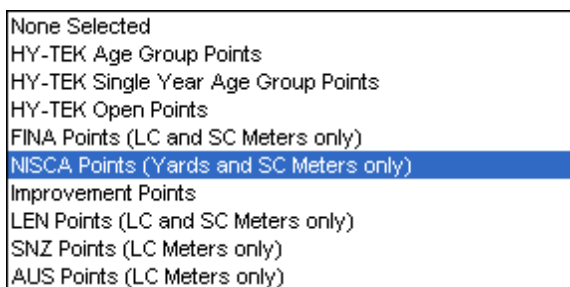 None Selected
HY-TEK Age Group Points
HY-TEK Single Year Age Group Points
HY-TEK Open Points
FINA Points (LC and SC Meters only)
NISCA Points (Yards and SC Meters only)
Improvement Points
LEN Points (LC and SC Meters only)
SNZ Points (LC Meters only)
AUS Points (LC Meters only)